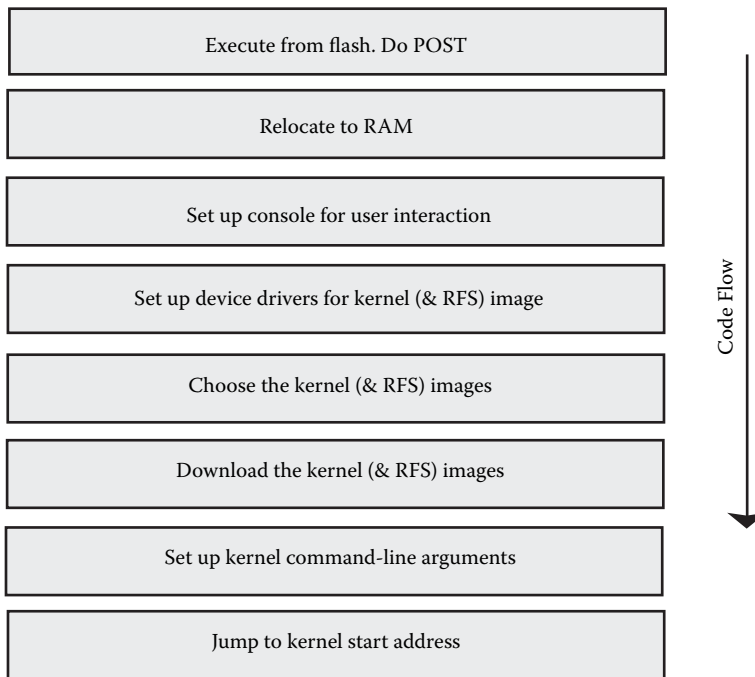 Execute from flash. Do POST
Relocate to RAM
Set up console for user interaction
Set up device drivers for kernel (& RFS) image
Choose the kernel (& RFS) images
Download the kernel (& RFS) images
Set up kernel command-line arguments
Jump to kernel start address
Code Flow